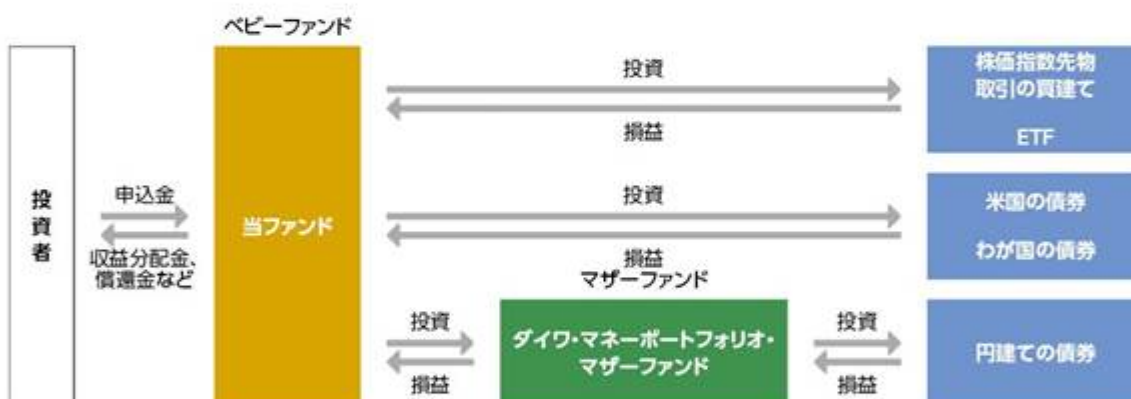 ベビーファンド
投資者
申込金
収益分配金、
償還金など
当ファンド
投資
損益
株価指数先物
取引の買建て
ETF
投資
損益
米国の債券
わが国の債券
マザーファンド
投資
損益
ダイワ・マネーポートフォリオ・
マザーファンド
投資
損益
円建ての債券